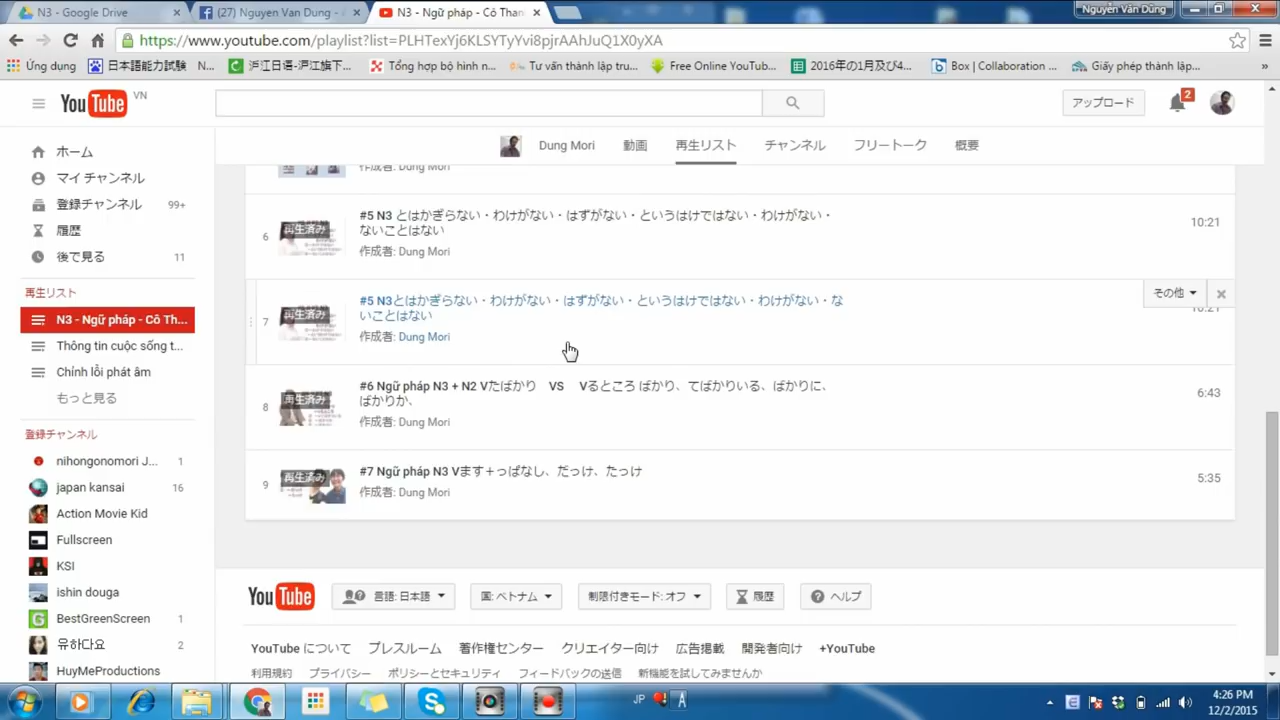 N3 - Google Drive
(27) Nguyen Van Dung - A
N3 - Ngữ pháp - Cô Than
Nguyễn Văn Dũng
https://www.youtube.com/playlist?list=PLHTexYj6KLSYTyYvi8pjrAAhJuQ1X0yXA
Ứng dụng
日本語能力試験 N...
沪江日语-沪江旗下...
Tổng hợp bộ hình n...
Tư vấn thành lập tru...
Free Online YouTub...
2016年の1月及び4...
Box | Collaboration ...
Giấy phép thành lập...
»
YouTube VN
アップロード
2
Dung Mori
動画
再生リスト
チャンネル
フリートーク
概要
ホーム
マイ チャンネル
登録チャンネル 99+
履歴
後で見る 11
再生リスト
N3 - Ngữ pháp - Cô Th...
Thông tin cuộc sống t...
Chỉnh lỗi phát âm
もっと見る
登録チャンネル
nihongonomori J... 1
japan kansai 16
Action Movie Kid
Fullscreen
KSI
ishin douga
BestGreenScreen 1
유하다요 2
HuyMeProductions
作成者: Dung Mori
6
再生済み
#5 N3 とはかぎらない・わけがない・はずがない・というはけではない・わけがない・
ないことはない
作成者: Dung Mori
10:21
7
再生済み
#5 N3とはかぎらない・わけがない・はずがない・というはけではない・わけがない・な
いことはない
作成者: Dung Mori
その他
10:21
8
再生済み
#6 Ngữ pháp N3 + N2 Vたばかり　VS　Vるところ ばかり、てばかりいる、ばかりに、
ばかりか、
作成者: Dung Mori
6:43
9
再生済み
#7 Ngữ pháp N3 Vます＋っぱなし、だっけ、たっけ
作成者: Dung Mori
5:35
YouTube
言語: 日本語
国: ベトナム
制限付きモード: オフ
履歴
ヘルプ
YouTube について
プレスルーム
著作権センター
クリエイター向け
広告掲載
開発者向け
+YouTube
利用規約
プライバシー
ポリシーとセキュリティ
フィードバックの送信
新機能を試してみませんか
JP
A
4:26 PM
12/2/2015